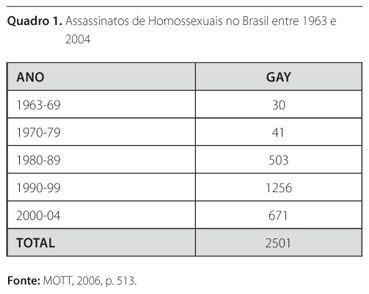 Quadro 1. Assassinatos de Homossexuais no Brasil entre 1963 e
2004
ANO GAY
1963-69 30
1970-79 41
1980-89 503
1990-99 1256
2000-04 671
TOTAL 2501
Fonte: MOTT, 2006, p. 513.